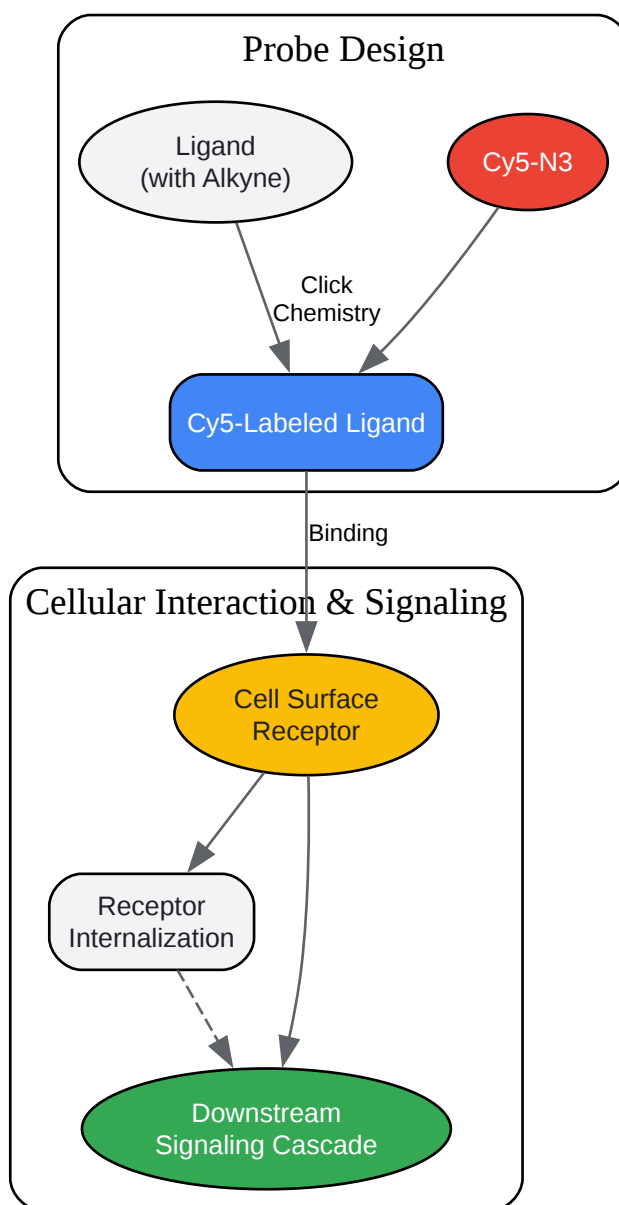 Probe Design
Ligand
(with Alkyne)
Cy5-N3
Click
Chemistry
Cy5-Labeled Ligand
Binding
Cellular Interaction & Signaling
Cell Surface
Receptor
Receptor
Internalization
Downstream
Signaling Cascade